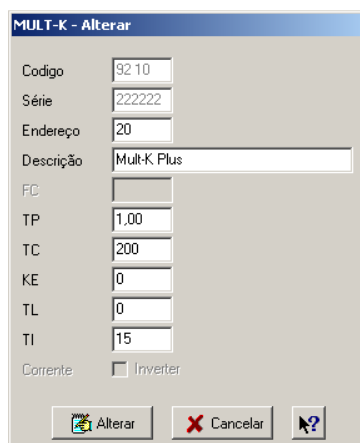 MULT-K - Alterar
Codigo 92 10
Série 222222
Endereço 20
Descrição Mult-K Plus
FC
TP 1,00
TC 200
KE 0
TL 0
TI 15
Corrente Inverter
Alterar Cancelar ?